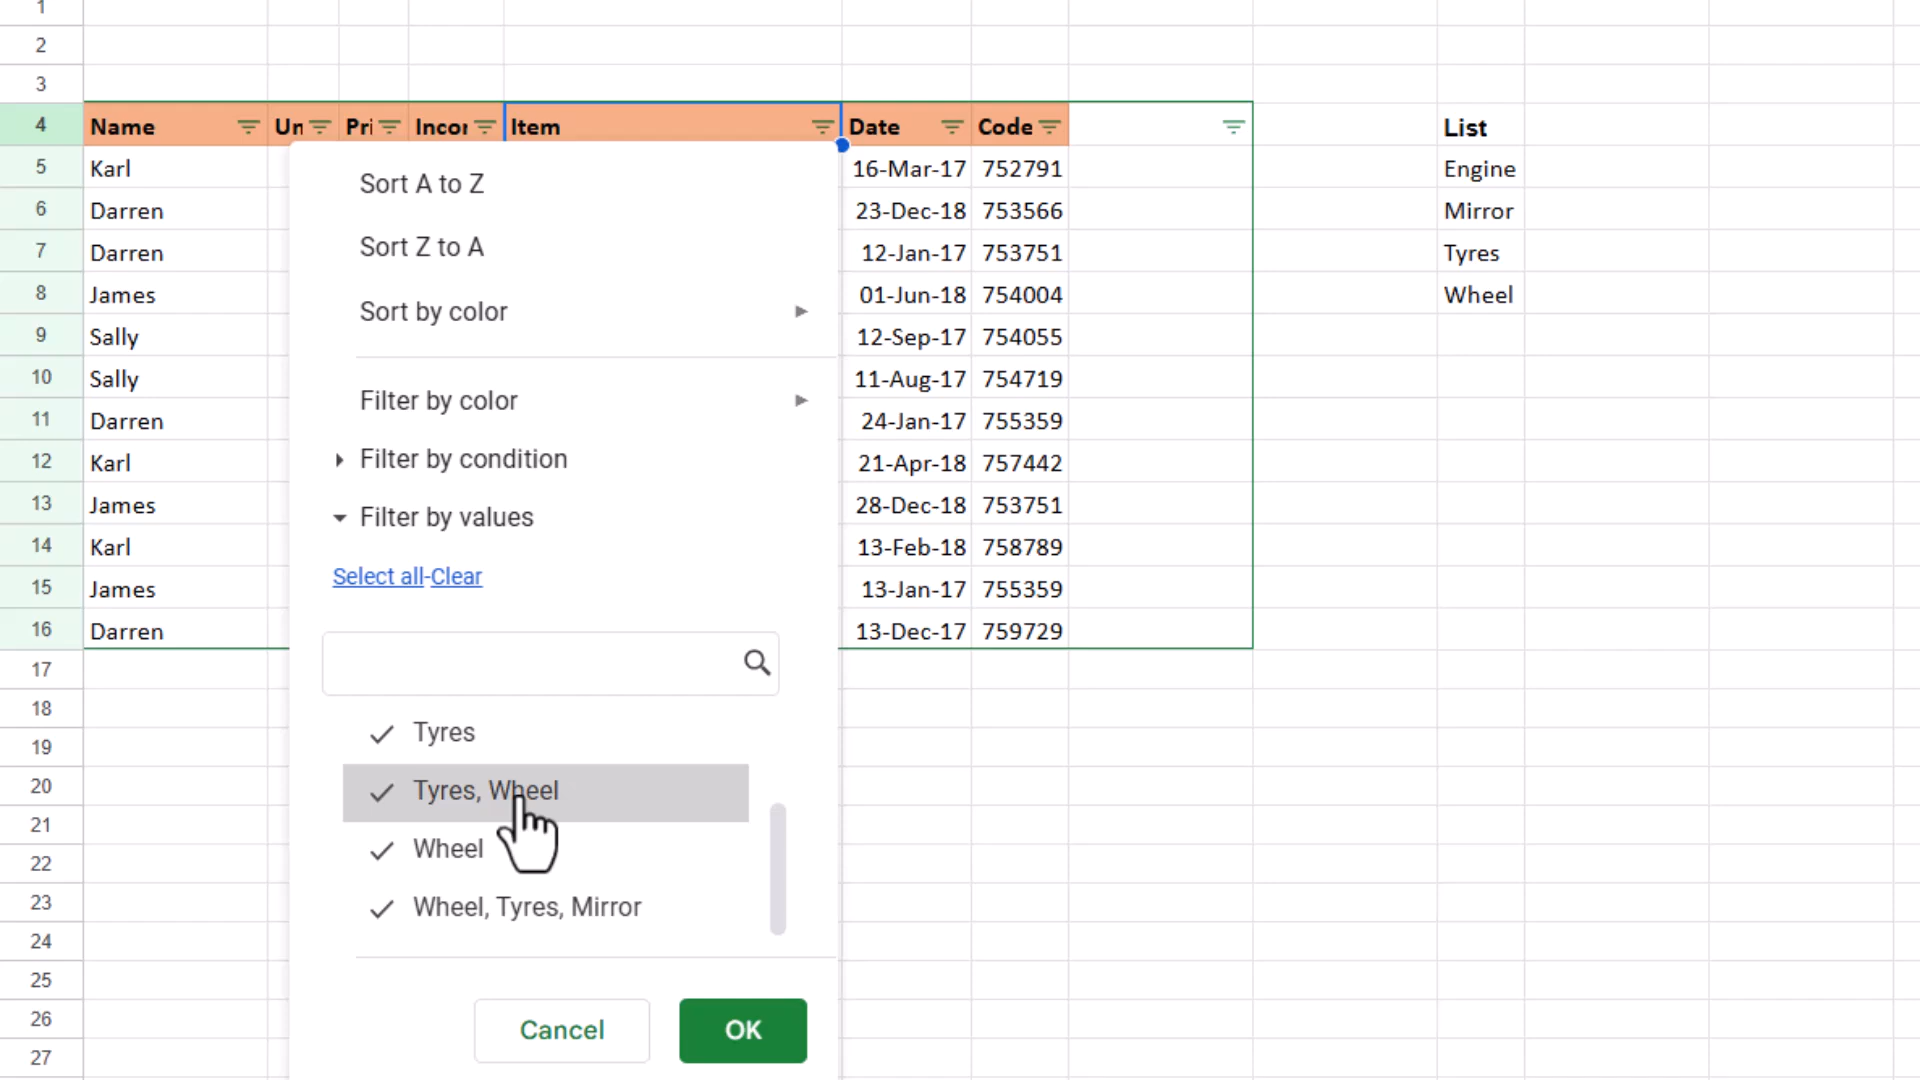 1
2
3
4 Name Un Pri Incor Item Date Code List
5 Karl 16-Mar-17 752791 Engine
6 Darren 23-Dec-18 753566 Mirror
7 Darren 12-Jan-17 753751 Tyres
8 James 01-Jun-18 754004 Wheel
9 Sally 12-Sep-17 754055
10 Sally 11-Aug-17 754719
11 Darren 24-Jan-17 755359
12 Karl 21-Apr-18 757442
13 James 28-Dec-18 753751
14 Karl 13-Feb-18 758789
15 James 13-Jan-17 755359
16 Darren 13-Dec-17 759729
17
18
19
20
21
22
23
24
25
26
27
Sort A to Z
Sort Z to A
Sort by color
Filter by color
Filter by condition
Filter by values
Select all-Clear
Tyres
Tyres, Wheel
Wheel
Wheel, Tyres, Mirror
Cancel OK